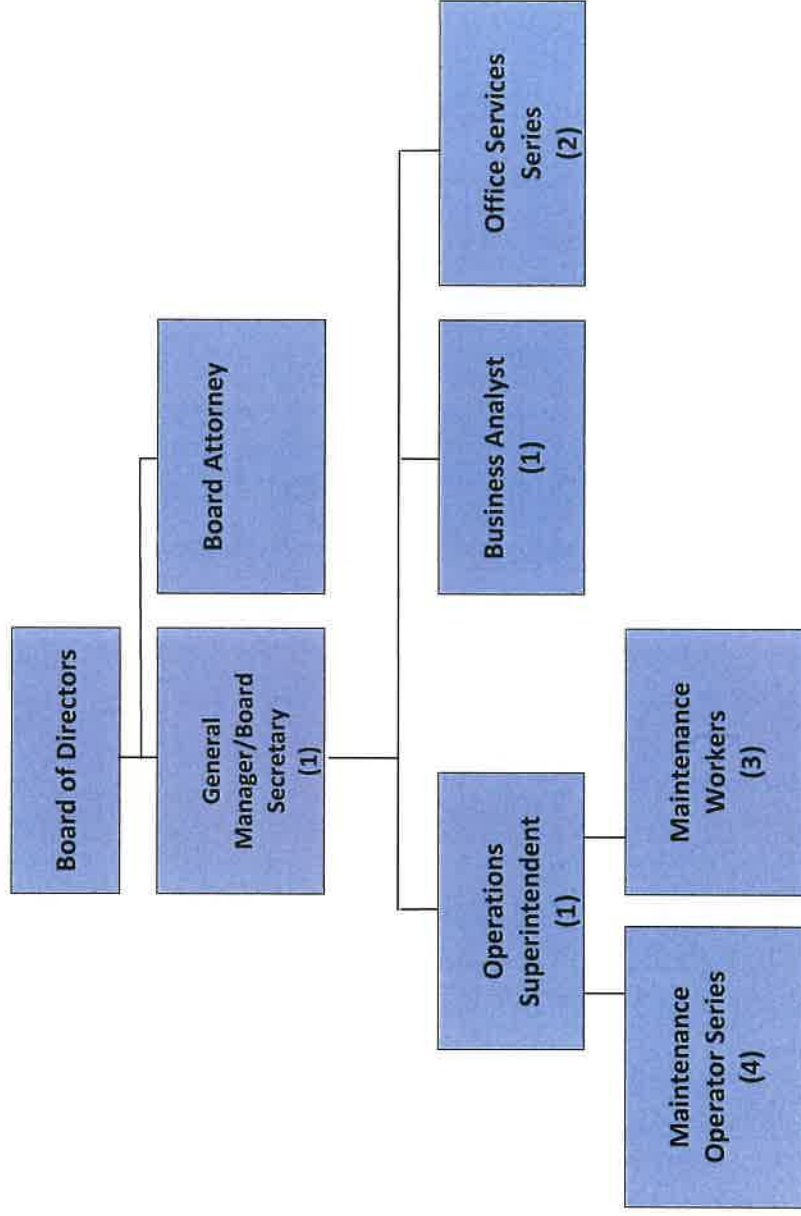 Board of Directors
General
Manager/Board
Secretary
(1)
Board Attorney
Operations
Superintendent
(1)
Business Analyst
(1)
Office Services
Series
(2)
Maintenance
Operator Series
(4)
Maintenance
Workers
(3)